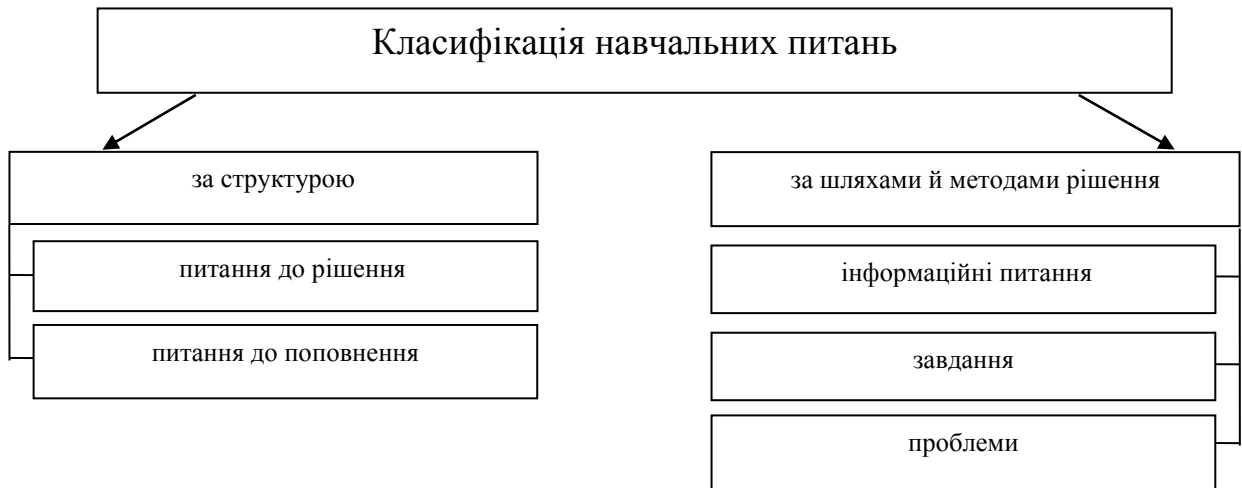 Класифікація навчальних питань
за структурою
питання до рішення
питання до поповнення
за шляхами й методами рішення
інформаційні питання
завдання
проблеми